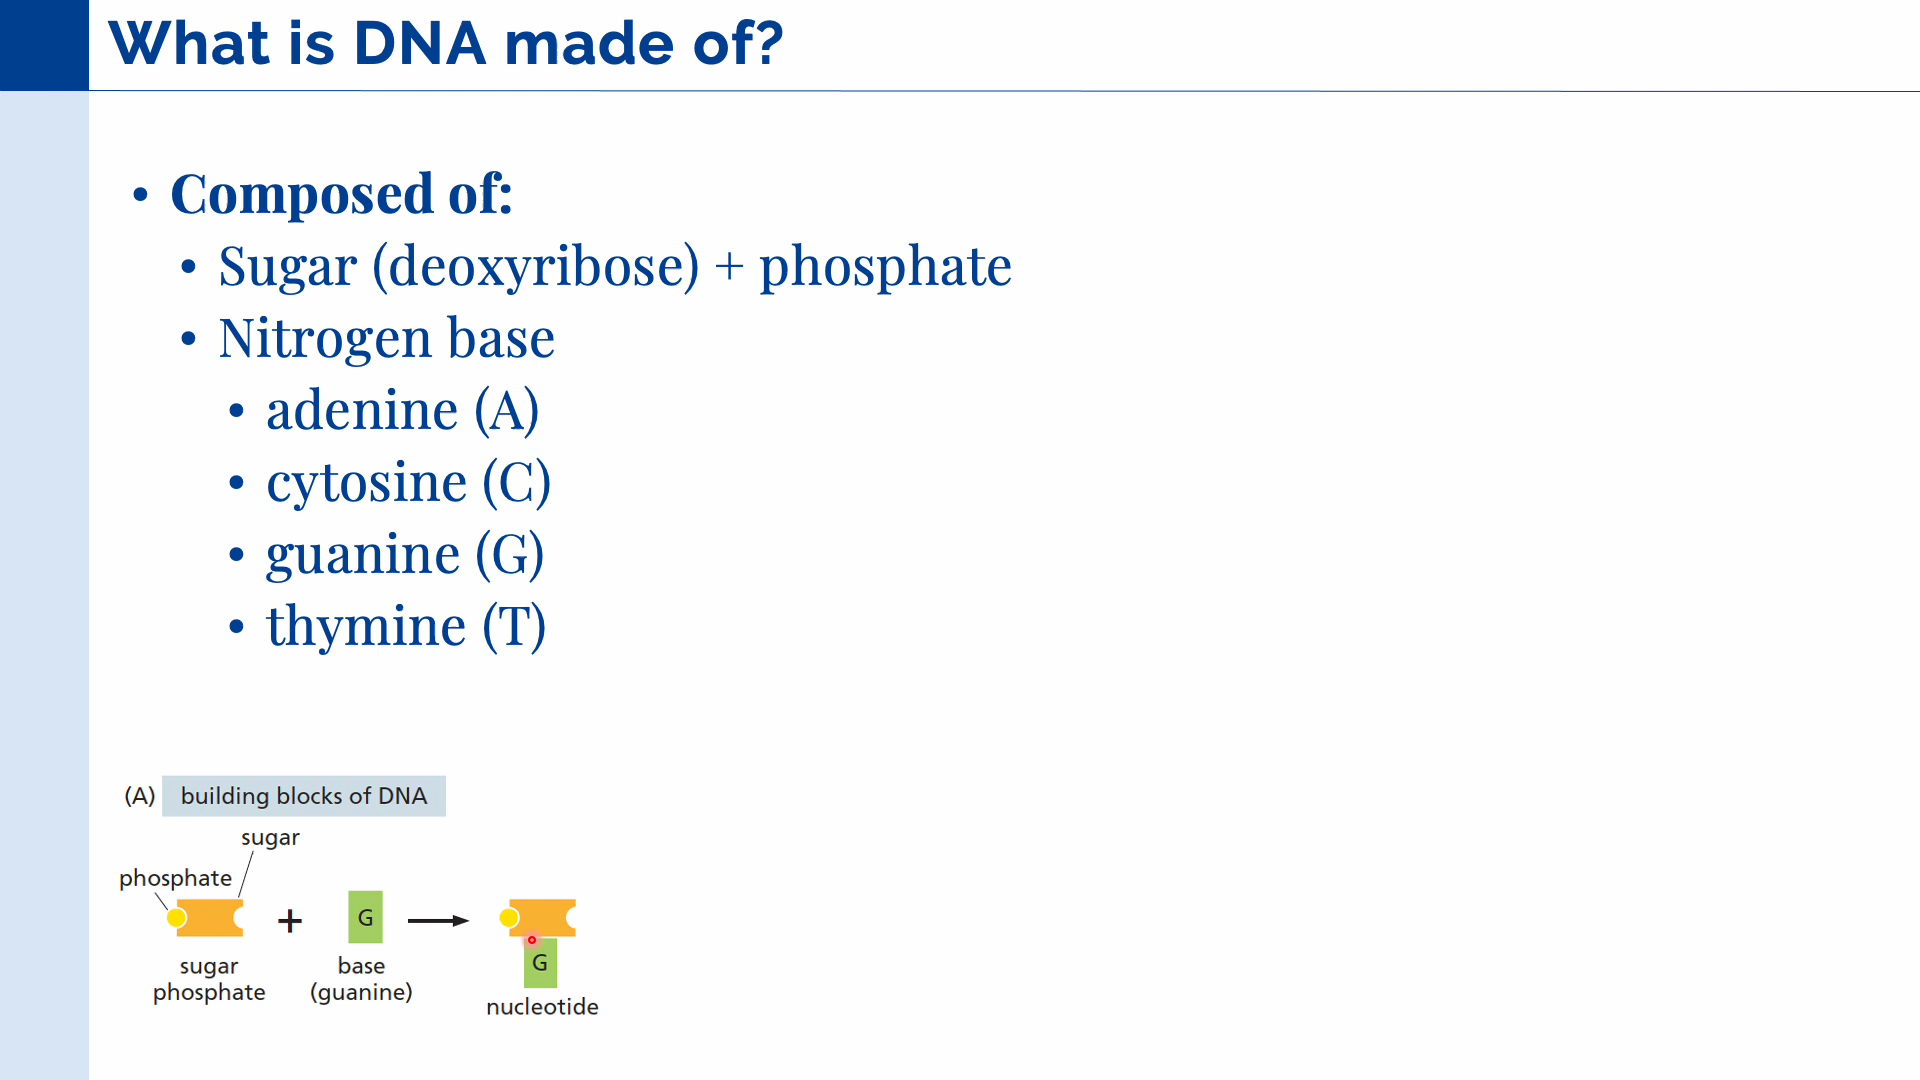 What is DNA made of?
• Composed of:
• Sugar (deoxyribose) + phosphate
• Nitrogen base
• adenine (A)
• cytosine (C)
• guanine (G)
• thymine (T)
(A) building blocks of DNA
sugar
phosphate
+ G G
sugar
phosphate
base
(guanine)
nucleotide